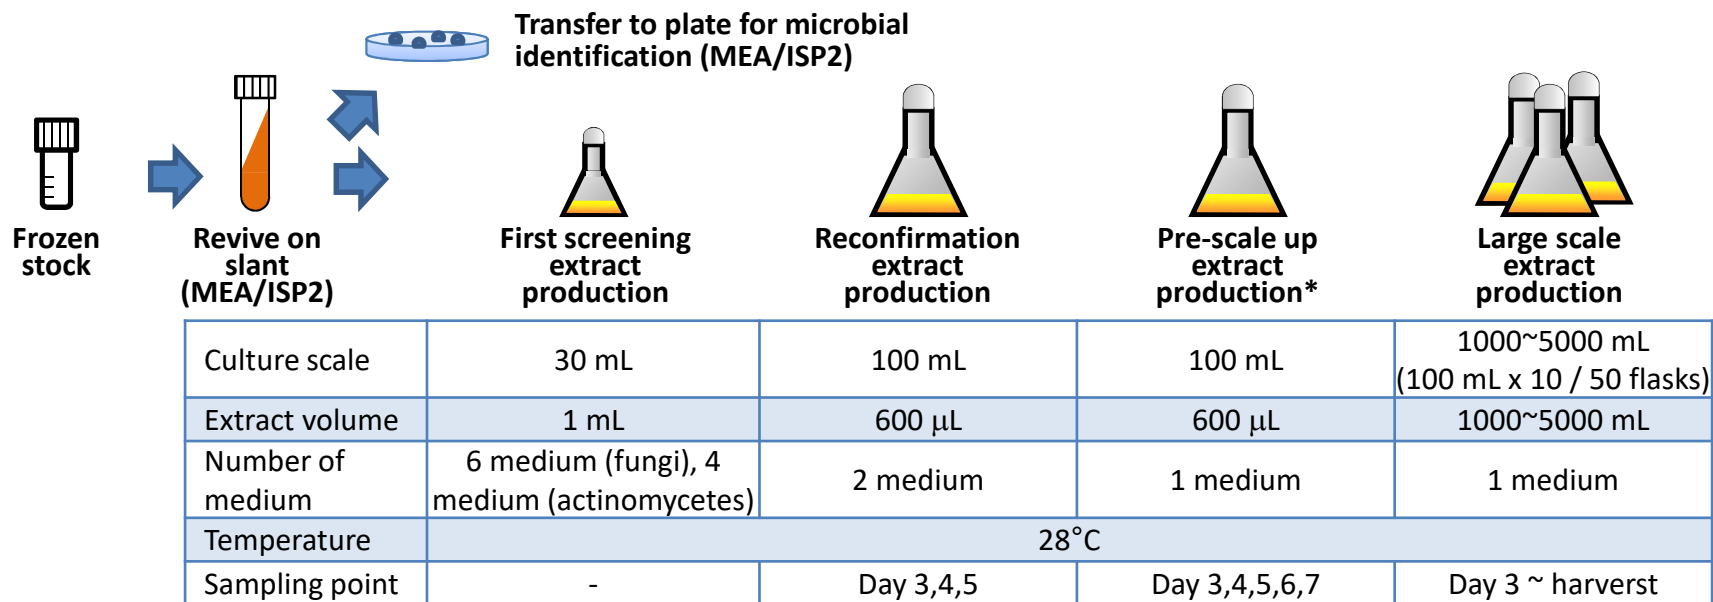 Transfer to plate for microbial
identification (MEA/ISP2)
Frozen
stock
Revive on
slant
(MEA/ISP2)
First screening
extract
production
Reconfirmation
extract
production
Pre-scale up
extract
production*
Large scale
extract
production
Culture scale
30 mL
100 mL
100 mL
1000~5000 mL
(100 mL x 10 / 50 flasks)
Extract volume
1 mL
600 μL
600 μL
1000~5000 mL
Number of
medium
6 medium (fungi), 4
medium (actinomycetes)
2 medium
1 medium
1 medium
Temperature
28°C
Sampling point
-
Day 3,4,5
Day 3,4,5,6,7
Day 3 ~ harverst